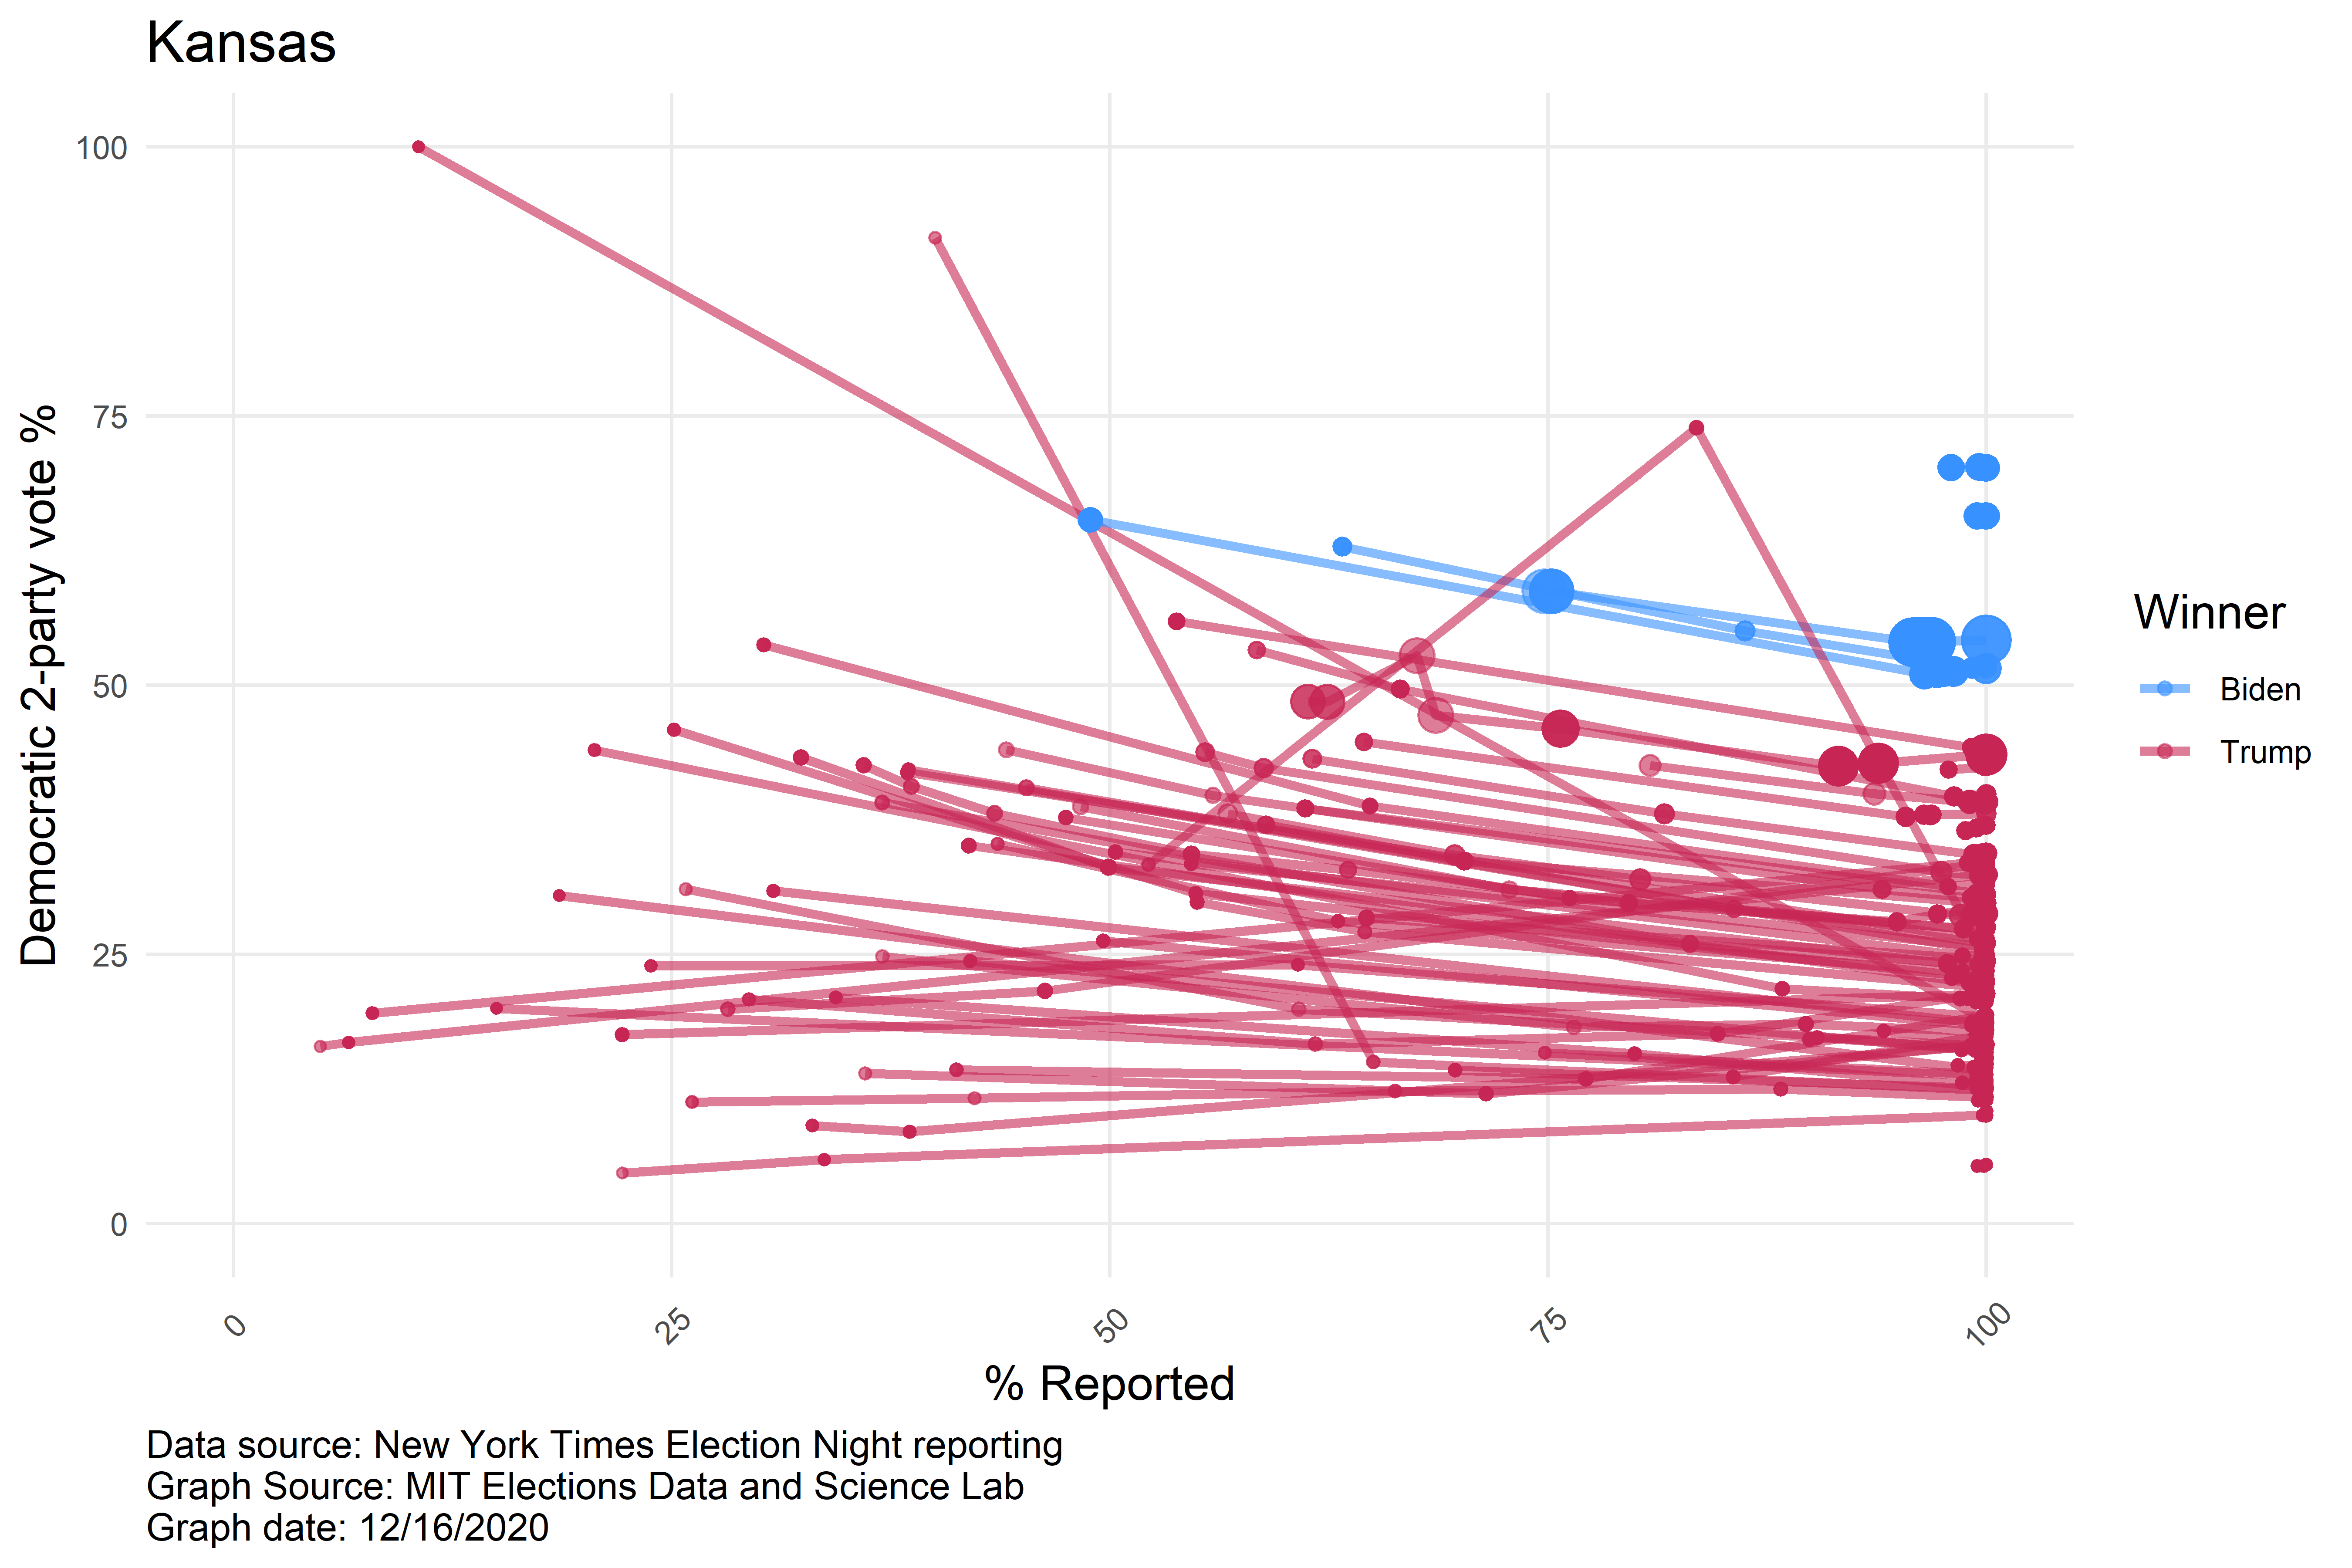 Kansas
Democratic 2-party vote %
100
75
50
25
0
0
25
50
75
100
% Reported
Winner
Biden
Trump
Data source: New York Times Election Night reporting
Graph Source: MIT Elections Data and Science Lab
Graph date: 12/16/2020